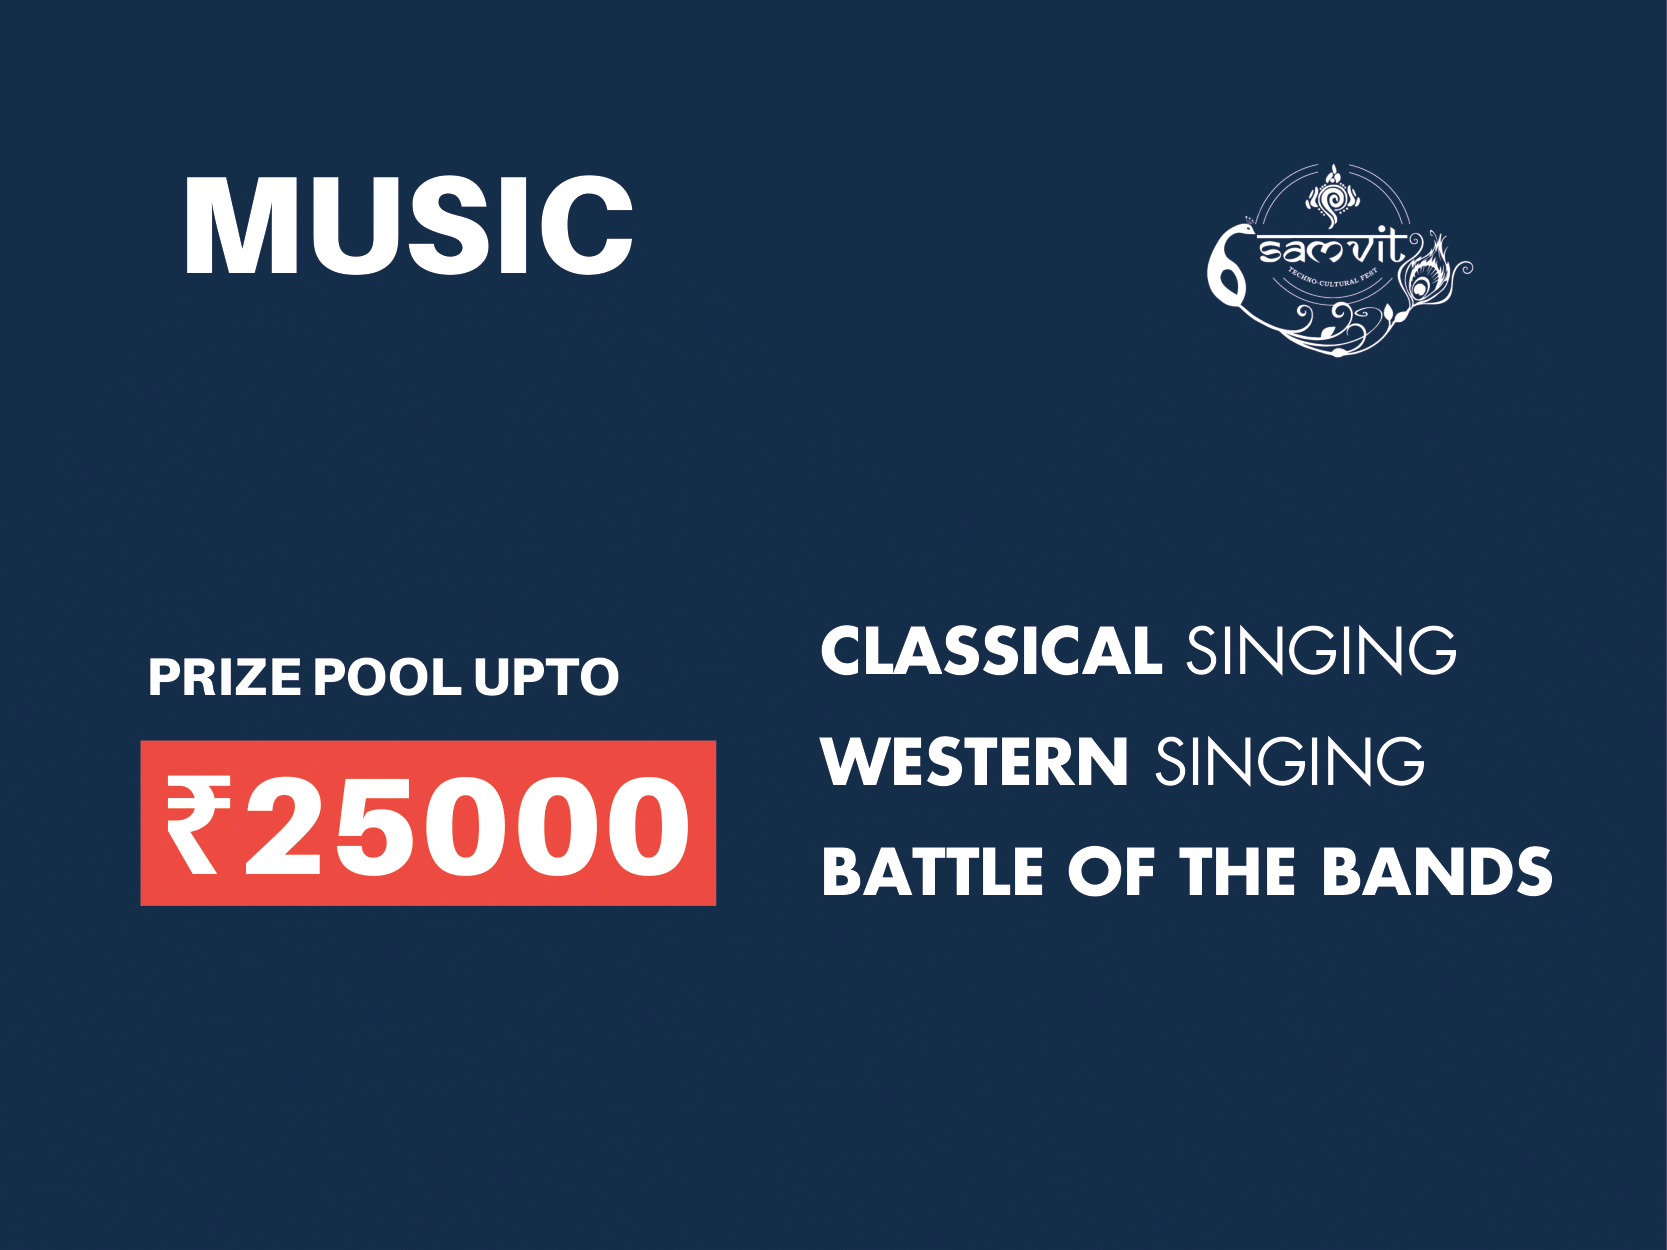 MUSIC
samvit
TECHNO-CULTURAL FEST
PRIZE POOL UPTO
₹25000
CLASSICAL SINGING
WESTERN SINGING
BATTLE OF THE BANDS